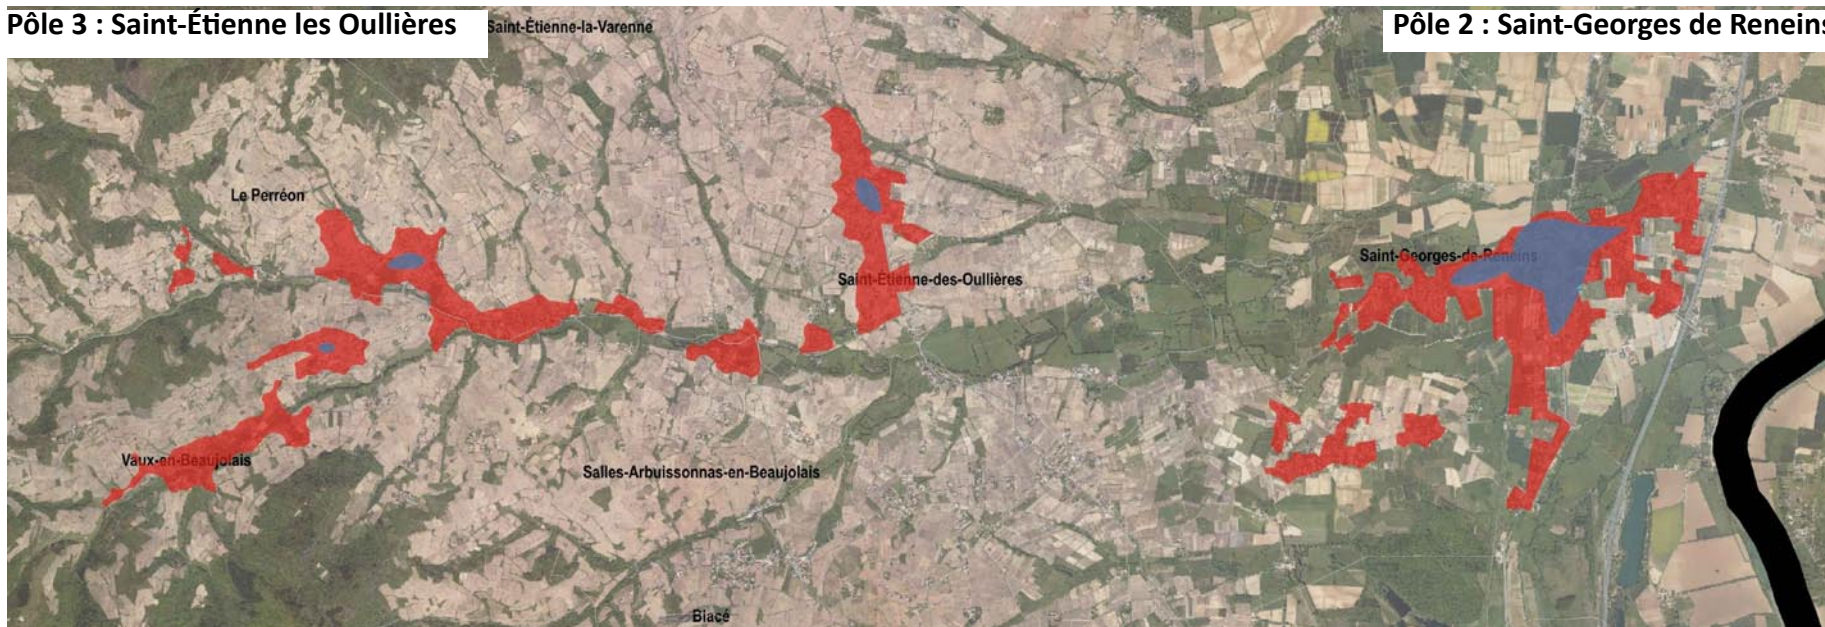 Pôle 3 : Saint-Étienne les Oullières
Saint-Étienne-la-Varenne
Pôle 2 : Saint-Georges de Reneins
Le Perréon
Saint-Georges-de-Reneins
Saint-Étienne-des-Oullières
Vaux-en-Beaujolais
Salles-Arbuissonnas-en-Beaujolais
Blacé